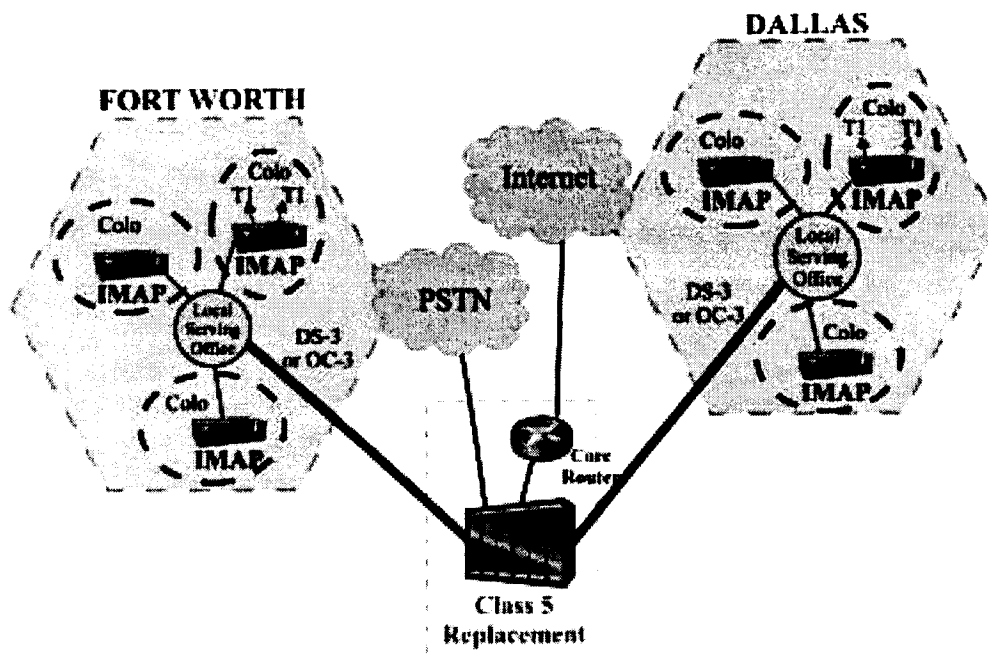 DALLAS
FORT WORTH
Colo
T1 T1
IMAP
Colo
IMAP
Colo
IMAP
Local
Serving
Office
DS-3
or OC-3
PSTN
Internet
Colo
IMAP
Colo
T1 T1
IMAP
Local
Serving
Office
DS-3
or OC-3
Colo
IMAP
Core
Router
Class 5
Replacement